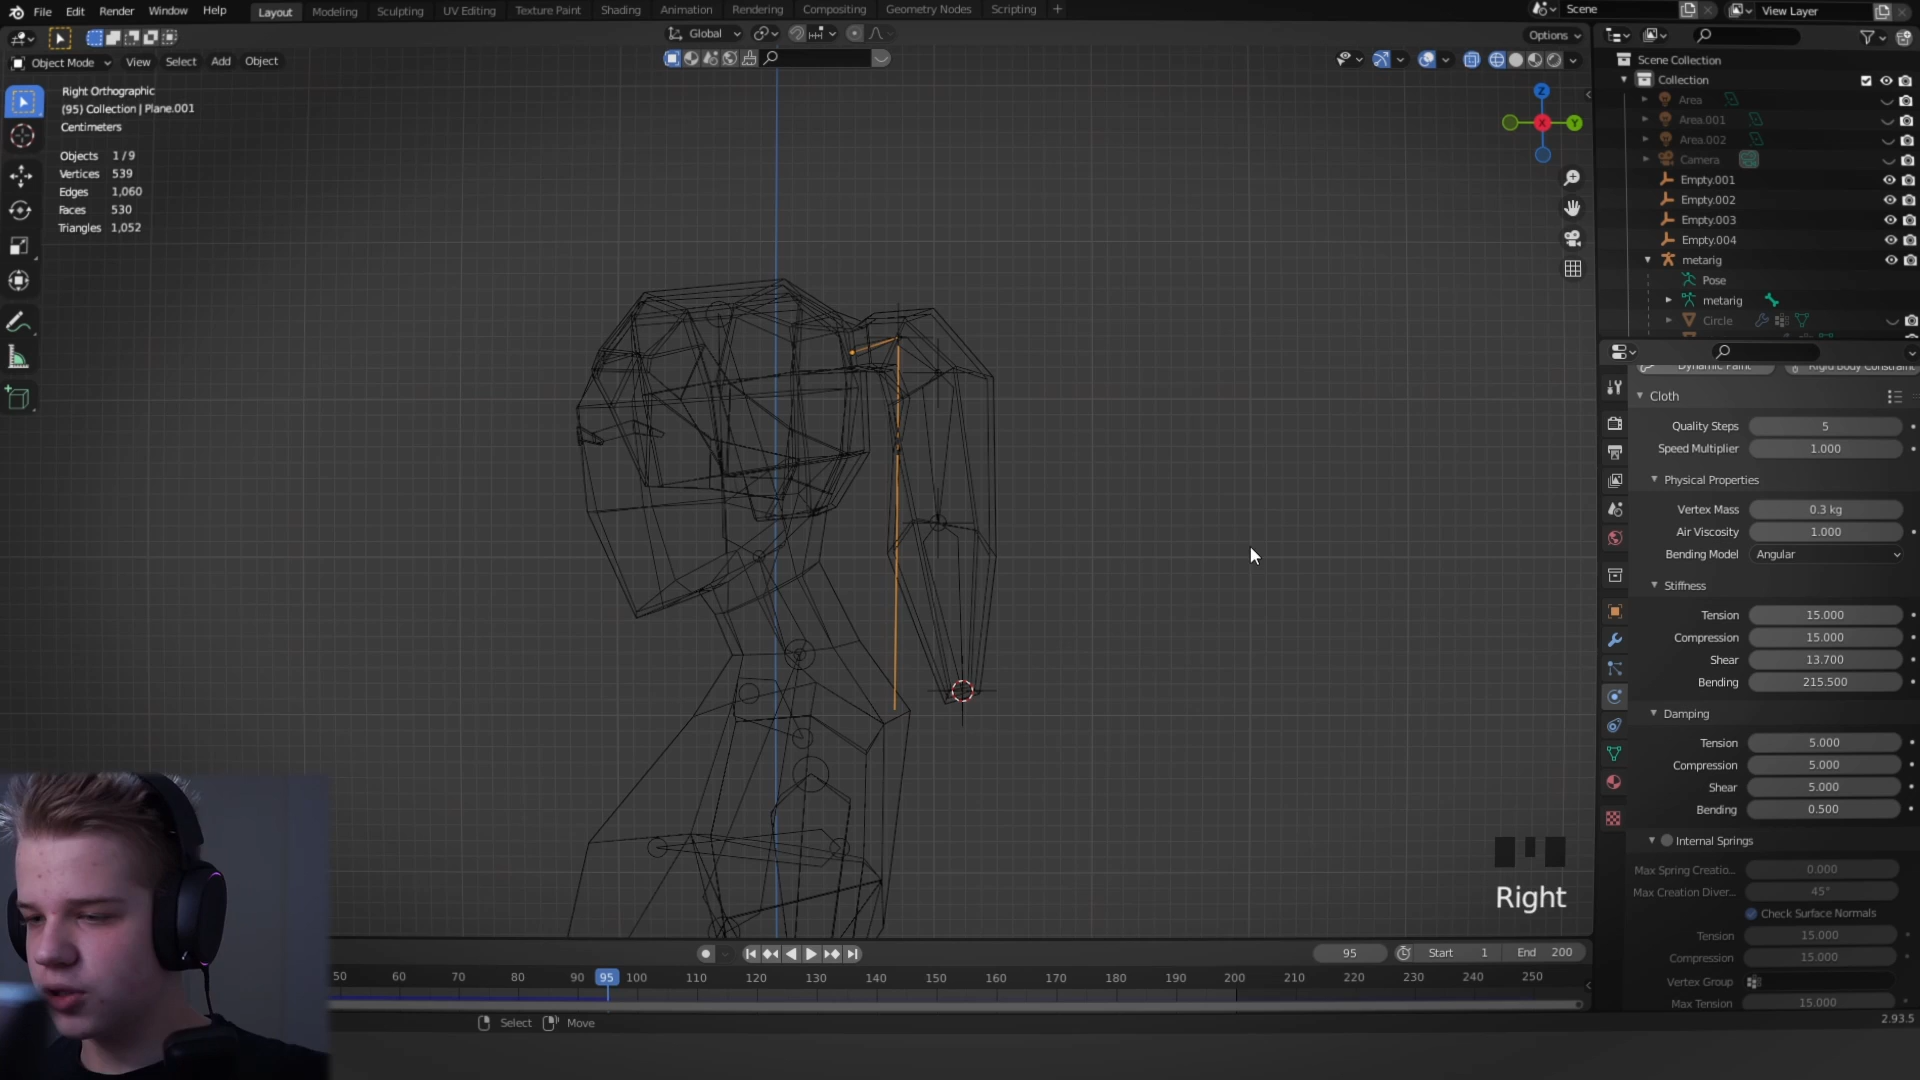 File Edit Render Window Help Layout Modeling Sculpting UV Editing Texture Paint Shading Animation Rendering Compositing Geometry Nodes Scripting + Scene View Layer
Global Options
Object Mode View Select Add Object
Right Orthographic
(95) Collection | Plane.001
Centimeters
Objects 1 / 9
Vertices 539
Edges 1,060
Faces 530
Triangles 1,052
Z
X
Y
Scene Collection
Collection
Area
Area.001
Area.002
Camera
Empty.001
Empty.002
Empty.003
Empty.004
metarig
Pose
metarig
Circle
Dynamic Paint Rigid Body Constraint
Cloth
Quality Steps 5
Speed Multiplier 1.000
Physical Properties
Vertex Mass 0.3 kg
Air Viscosity 1.000
Bending Model Angular
Stiffness
Tension 15.000
Compression 15.000
Shear 13.700
Bending 215.500
Damping
Tension 5.000
Compression 5.000
Shear 5.000
Bending 0.500
Internal Springs
Max Spring Creatio... 0.000
Max Creation Diver... 45°
Check Surface Normals
Tension 15.000
Compression 15.000
Vertex Group
Max Tension 15.000
Right
95 Start 1 End 200
50 60 70 80 90 95 100 110 120 130 140 150 160 170 180 190 200 210 220 230 240 250
Select Move
2.93.5